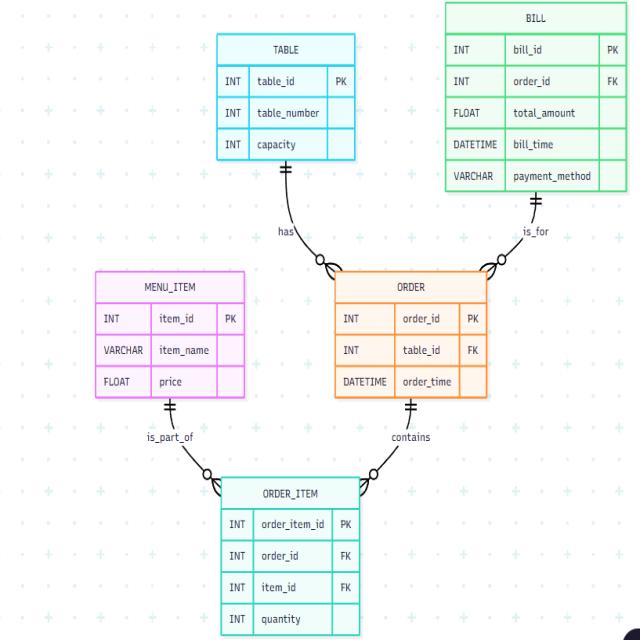 BILL
INT bill_id PK
INT order_id FK
FLOAT total_amount
DATETIME bill_time
VARCHAR payment_method
TABLE
INT table_id PK
INT table_number
INT capacity
has
is_for
MENU_ITEM
INT item_id PK
VARCHAR item_name
FLOAT price
ORDER
INT order_id PK
INT table_id FK
DATETIME order_time
is_part_of
contains
ORDER_ITEM
INT order_item_id PK
INT order_id FK
INT item_id FK
INT quantity